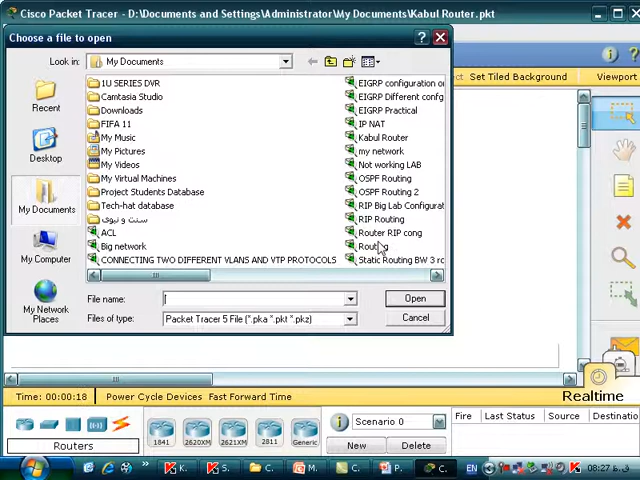 Cisco Packet Tracer - D:\Documents and Settings\Administrator\My Documents\Kabul Router.pkt
Choose a file to open
Look in:
My Documents
Set Tiled Background
Viewport
Recent
Desktop
My Documents
My Computer
My Network
Places
1U SERIES DVR
Camtasia Studio
Downloads
FIFA 11
My Music
My Pictures
My Videos
My Virtual Machines
Project Students Database
Tech-hat database
ACL
Big network
CONNECTING TWO DIFFERENT VLANS AND VTP PROTOCOLS
EIGRP configuration
EIGRP Different confg
EIGRP Practical
IP NAT
Kabul Router
my network
Not working LAB
OSPF Routing
OSPF Routing 2
RIP Big Lab Configurat
RIP Routing
Router RIP cong
Static Routing BW 3
File name:
Open
Files of type:
Packet Tracer 5 File (*.pka *.pkt *.pkz)
Cancel
Time: 00:00:18
Power Cycle Devices Fast Forward Time
Realtime
Routers
1841
2620XM
2621XM
2811
Generic
Scenario 0
New
Delete
Fire
Last Status
Source
Destinatio
K.
S.
C.
M.
C.
P.
C.
EN
K
08:27